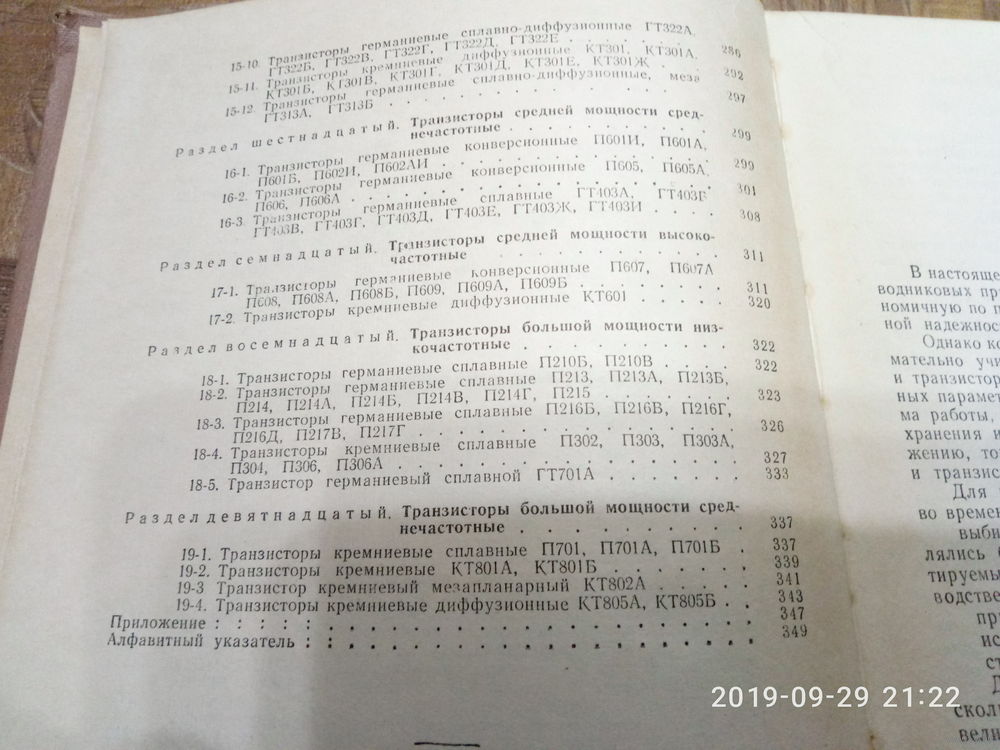 15-10. Транзисторы германиевые сплавно-диффузионные ГТ322А,
ГТ322Б, ГТ322В, ГТ322Г, ГТ322Д, ГТ322Е . . . . . 286
15-11. Транзисторы кремниевые диффузионные КТ301, КТ301А,
КТ301Б, КТ301В, КТ301Г, КТ301Д, КТ301Е, КТ301Ж . 292
15-12. Транзисторы германиевые сплавно-диффузионные, меза
ГТ313А, ГТ313Б . . . . . . . . . . 297
Раздел шестнадцатый. Транзисторы средней мощности сред-
нечастотные . . . . . . . . . 299
16-1. Транзисторы германиевые конверсионные П601И, П601А,
П601Б, П602И, П602АИ . . . . . . . . . 299
16-2. Транзисторы германиевые конверсионные П605, П605А,
П606, П606А . . . . . . . . . . . 301
16-3. Транзисторы германиевые сплавные ГТ403А, ГТ403Б
ГТ403В, ГТ403Г, ГТ403Д, ГТ403Е, ГТ403Ж, ГТ403И . . . . 308
Раздел семнадцатый. Транзисторы средней мощности высоко-
частотные . . . . . . . . . 311
17-1. Транзисторы германиевые конверсионные П607, П607А
П608, П608А, П608Б, П609, П609А, П609Б . . . . . 311
17-2. Транзисторы кремниевые диффузионные КТ601 . . . . 320
Раздел восемнадцатый. Транзисторы большой мощности низ-
кочастотные . . . . . . . . . 322
18-1. Транзисторы германиевые сплавные П210Б, П210В . . . 322
18-2. Транзисторы германиевые сплавные П213, П213А, П213Б,
П214, П214А, П214Б, П214В, П214Г, П215 . . . . . 323
18-3. Транзисторы германиевые сплавные П216Б, П216В, П216Г,
П216Д, П217В, П217Г . . . . . . . . . . 326
18-4. Транзисторы кремниевые сплавные П302, П303, П303А,
П304, П306, П306А . . . . . . . . . . . 327
18-5. Транзистор германиевый сплавной ГТ701А . . . . . 333
Раздел девятнадцатый. Транзисторы большой мощности сред-
нечастотные . . . . . . . . . 337
19-1. Транзисторы кремниевые сплавные П701, П701А, П701Б . 337
19-2. Транзисторы кремниевые КТ801А, КТ801Б . . . . . 339
19-3 Транзистор кремниевый мезапланарный КТ802А . . . . 341
19-4. Транзисторы кремниевые диффузионные КТ805А, КТ805Б . . 343
Приложение : : : : : . . . . . . . . . . 347
Алфавитный указатель : : . . . . . . . . . . 349
В настояще
водниковых пр
номичную по п
ной надежнос
Однако ко
мательно учи
и транзистор
ных парамет
ма работы,
хранения и
жению, то
и транзис
Для
во времен
выби
лялись
тируемы
водстве
пр
ис
ст
скол
вели
2019-09-29 21:22